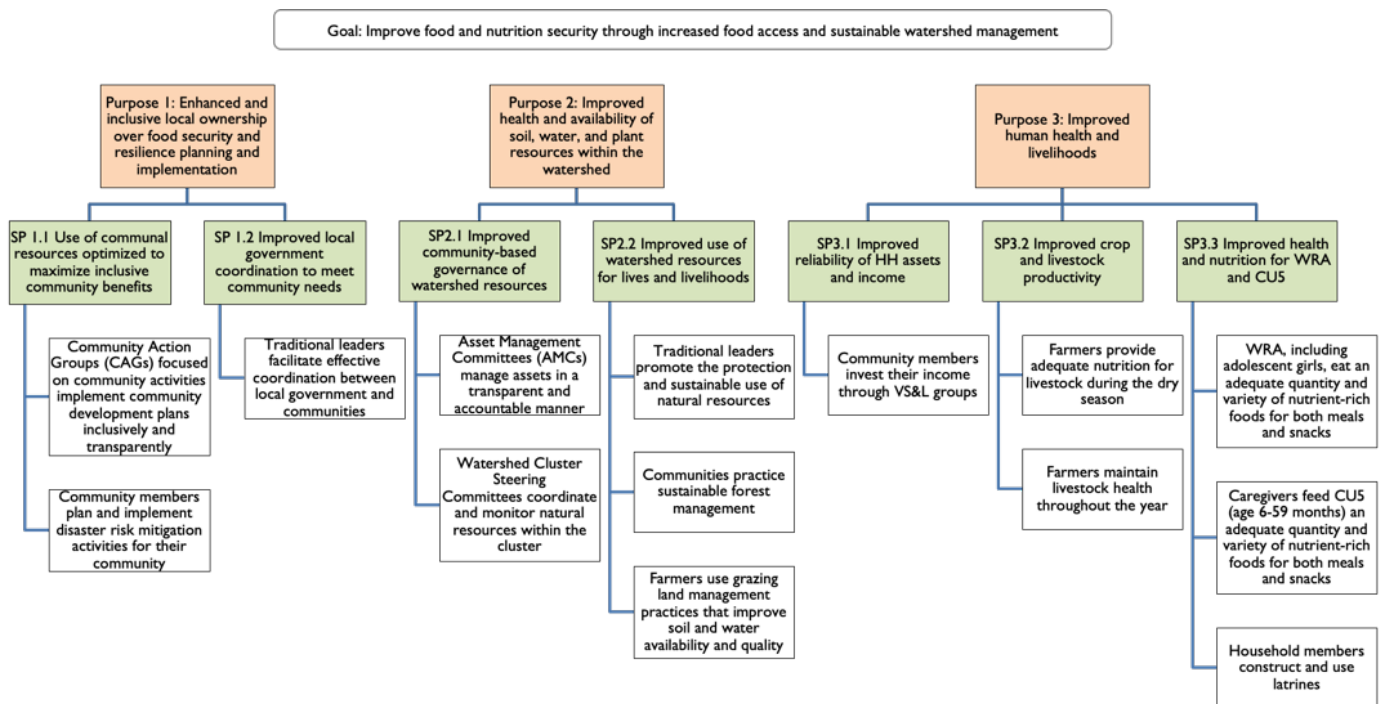 Goal: Improve food and nutrition security through increased food access and sustainable watershed management
Purpose 1: Enhanced and
inclusive local ownership
over food security and
resilience planning and
implementation
SP 1.1 Use of communal
resources optimized to
maximize inclusive
community benefits
Community Action
Groups (CAGs) focused
on community activities
implement community
development plans
inclusively and
transparently
Community members
plan and implement
disaster risk mitigation
activities for their
community
SP 1.2 Improved local
government
coordination to meet
community needs
Traditional leaders
facilitate effective
coordination between
local government and
communities
Purpose 2: Improved
health and availability of
soil, water, and plant
resources within the
watershed
SP2.1 Improved
community-based
governance of
watershed resources
Asset Management
Committees (AMCs)
manage assets in a
transparent and
accountable manner
Watershed Cluster
Steering
Committees coordinate
and monitor natural
resources within the
cluster
SP2.2 Improved use of
watershed resources
for lives and livelihoods
Traditional leaders
promote the protection
and sustainable use of
natural resources
Communities practice
sustainable forest
management
Farmers use grazing
land management
practices that improve
soil and water
availability and quality
Purpose 3: Improved
human health and
livelihoods
SP3.1 Improved
reliability of HH assets
and income
Community members
invest their income
through VS&L groups
SP3.2 Improved crop
and livestock
productivity
Farmers provide
adequate nutrition for
livestock during the dry
season
Farmers maintain
livestock health
throughout the year
SP3.3 Improved health
and nutrition for WRA
and CU5
WRA, including
adolescent girls, eat an
adequate quantity and
variety of nutrient-rich
foods for both meals
and snacks
Caregivers feed CU5
(age 6-59 months) an
adequate quantity and
variety of nutrient-rich
foods for both meals
and snacks
Household members
construct and use
latrines